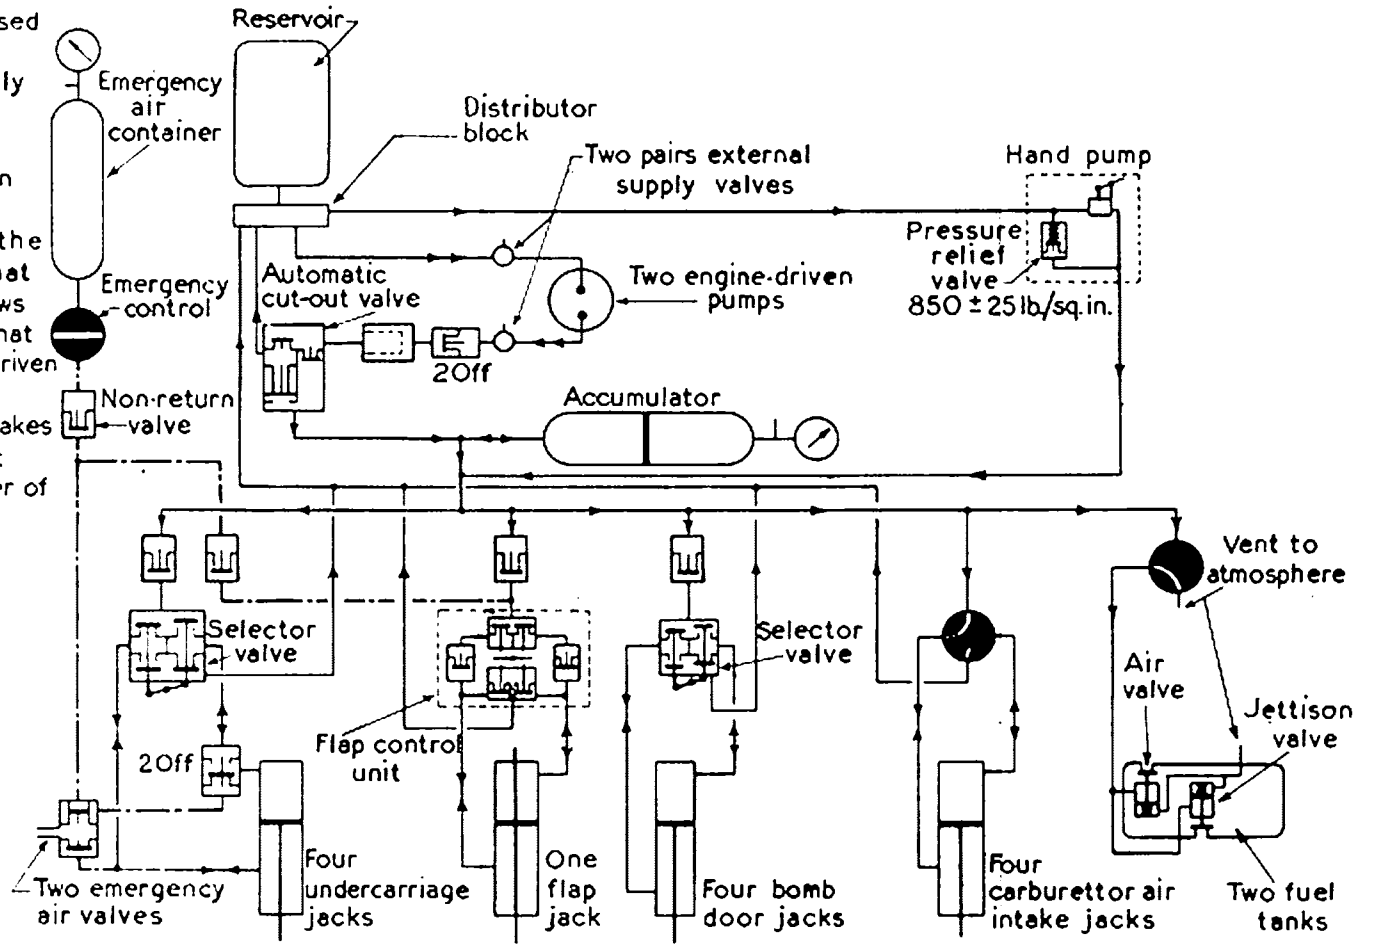 sed
ly
n
the
at
ws
hat
riven
akes
r of
Reservoir
Emergency
air
container
Distributor
block
Two pairs external
supply valves
Hand pump
Pressure
relief
valve
850 ± 25 lb./sq.in.
Automatic
cut-out valve
Two engine-driven
pumps
Emergency
control
2 Off
Non-return
valve
Accumulator
Vent to
atmosphere
Selector
valve
Selector
valve
Air
valve
Jettison
valve
Flap control
unit
2 Off
Four
undercarriage
jacks
One
flap
jack
Four bomb
door jacks
Four
carburettor air
intake jacks
Two fuel
tanks
Two emergency
air valves